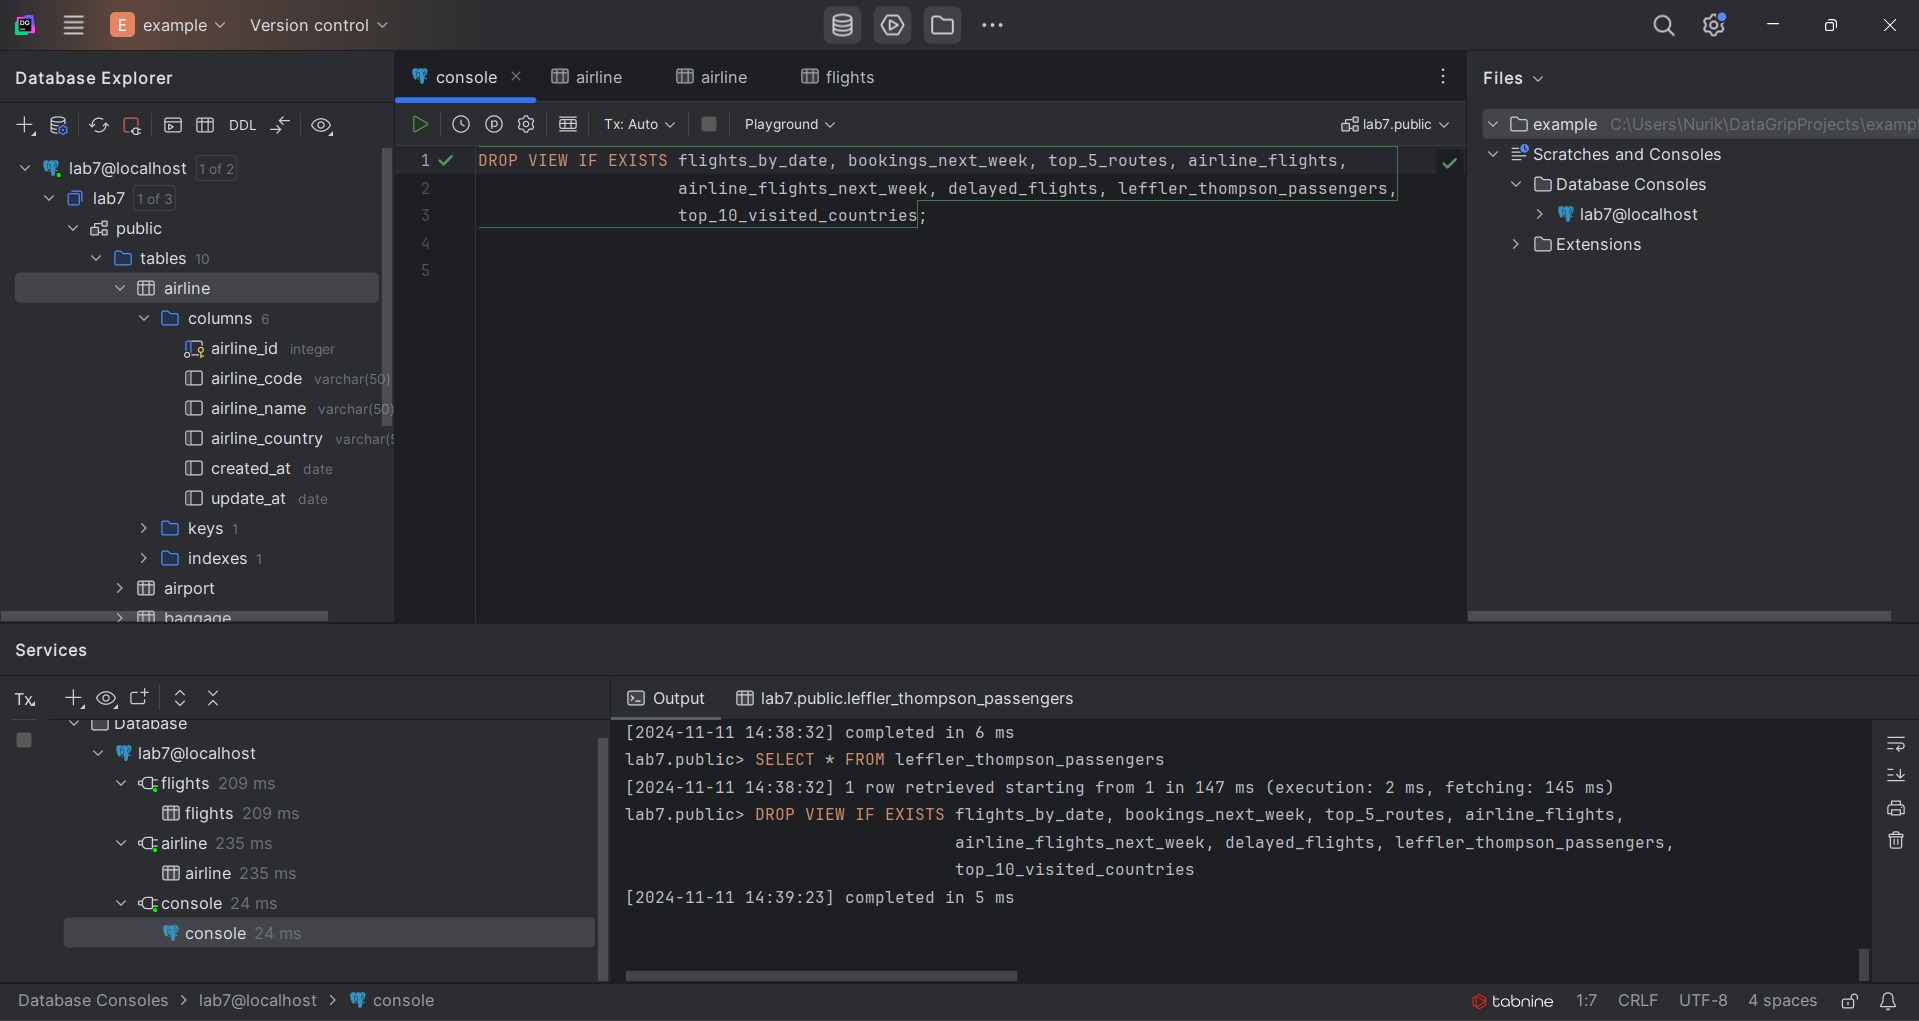 E example Version control
Database Explorer
console airline airline flights
Files
DDL
Tx: Auto Playground lab7.public
example C:\Users\Nurik\DataGripProjects\examp
Scratches and Consoles
Database Consoles
lab7@localhost
Extensions
lab7@localhost 1 of 2
lab7 1 of 3
public
tables 10
airline
columns 6
airline_id integer
airline_code varchar(50)
airline_name varchar(50)
airline_country varchar(5
created_at date
update_at date
keys 1
indexes 1
airport
baggage
1 DROP VIEW IF EXISTS flights_by_date, bookings_next_week, top_5_routes, airline_flights,
2 airline_flights_next_week, delayed_flights, leffler_thompson_passengers,
3 top_10_visited_countries;
4
5
Services
Tx
Database
lab7@localhost
flights 209 ms
flights 209 ms
airline 235 ms
airline 235 ms
console 24 ms
console 24 ms
Output lab7.public.leffler_thompson_passengers
[2024-11-11 14:38:32] completed in 6 ms
lab7.public> SELECT * FROM leffler_thompson_passengers
[2024-11-11 14:38:32] 1 row retrieved starting from 1 in 147 ms (execution: 2 ms, fetching: 145 ms)
lab7.public> DROP VIEW IF EXISTS flights_by_date, bookings_next_week, top_5_routes, airline_flights,
airline_flights_next_week, delayed_flights, leffler_thompson_passengers,
top_10_visited_countries
[2024-11-11 14:39:23] completed in 5 ms
Database Consoles > lab7@localhost > console
tabnine 1:7 CRLF UTF-8 4 spaces